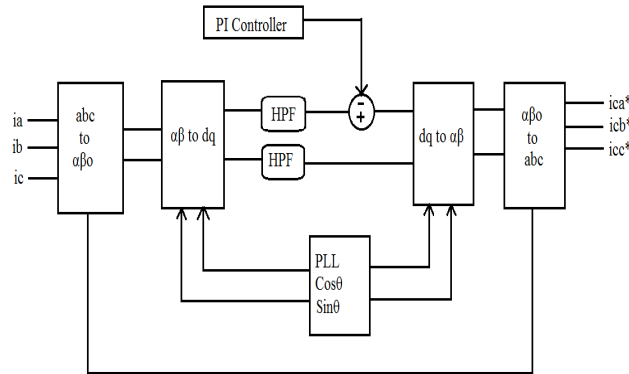 PI Controller
abc
to
αβo
αβ to dq
HPF
HPF
-
+
dq to αβ
αβo
to
abc
ia
ib
ic
ica*
icb*
icc*
PLL
Cosθ
Sinθ